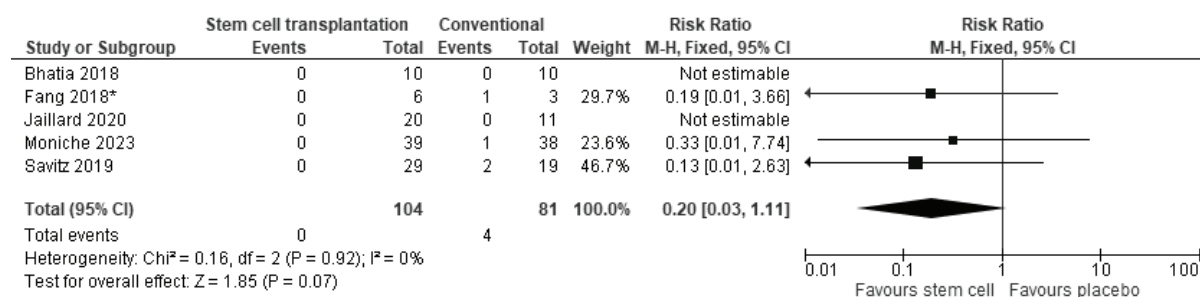 Stem cell transplantation Conventional Risk Ratio Risk Ratio
Study or Subgroup Events Total Events Total Weight M-H, Fixed, 95% CI M-H, Fixed, 95% CI
Bhatia 2018 0 10 0 10 Not estimable
Fang 2018* 0 6 1 3 29.7% 0.19 [0.01, 3.66]
Jaillard 2020 0 20 0 11 Not estimable
Moniche 2023 0 39 1 38 23.6% 0.33 [0.01, 7.74]
Savitz 2019 0 29 2 19 46.7% 0.13 [0.01, 2.63]
Total (95% CI) 104 81 100.0% 0.20 [0.03, 1.11]
Total events 0 4
Heterogeneity: Chi² = 0.16, df = 2 (P = 0.92); I² = 0%
Test for overall effect: Z = 1.85 (P = 0.07)
0.01 0.1 1 10 100
Favours stem cell Favours placebo